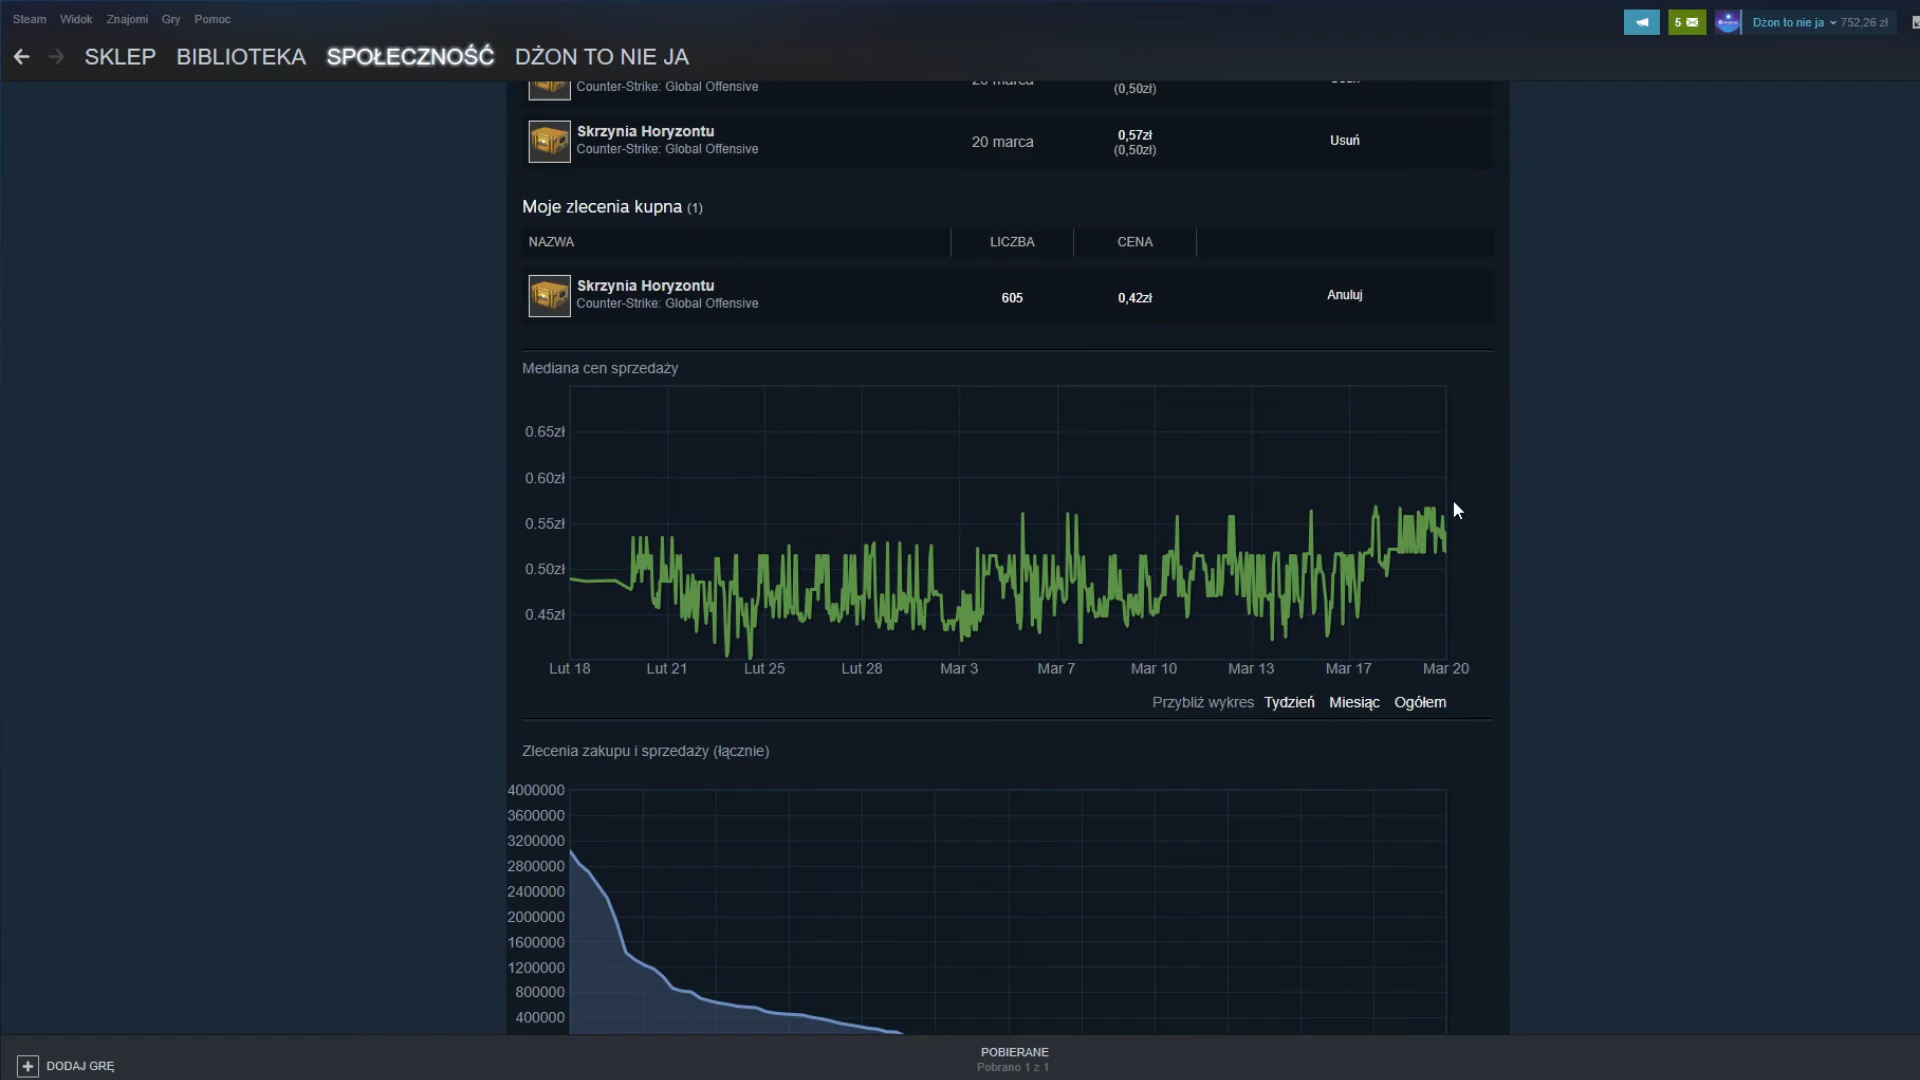 Steam Widok Znajomi Gry Pomoc
5 Dżon to nie ja 752,26 zł
SKLEP BIBLIOTEKA SPOŁECZNOŚĆ DŻON TO NIE JA
Counter-Strike: Global Offensive (0,50zł)
Skrzynia Horyzontu
Counter-Strike: Global Offensive
20 marca
0,57zł
(0,50zł)
Usuń
Moje zlecenia kupna (1)
NAZWA LICZBA CENA
Skrzynia Horyzontu
Counter-Strike: Global Offensive
605
0,42zł
Anuluj
Mediana cen sprzedaży
0.65zł
0.60zł
0.55zł
0.50zł
0.45zł
Lut 18 Lut 21 Lut 25 Lut 28 Mar 3 Mar 7 Mar 10 Mar 13 Mar 17 Mar 20
Przybliż wykres Tydzień Miesiąc Ogółem
Zlecenia zakupu i sprzedaży (łącznie)
4000000
3600000
3200000
2800000
2400000
2000000
1600000
1200000
800000
400000
DODAJ GRĘ
POBIERANE
Pobrano 1 z 1